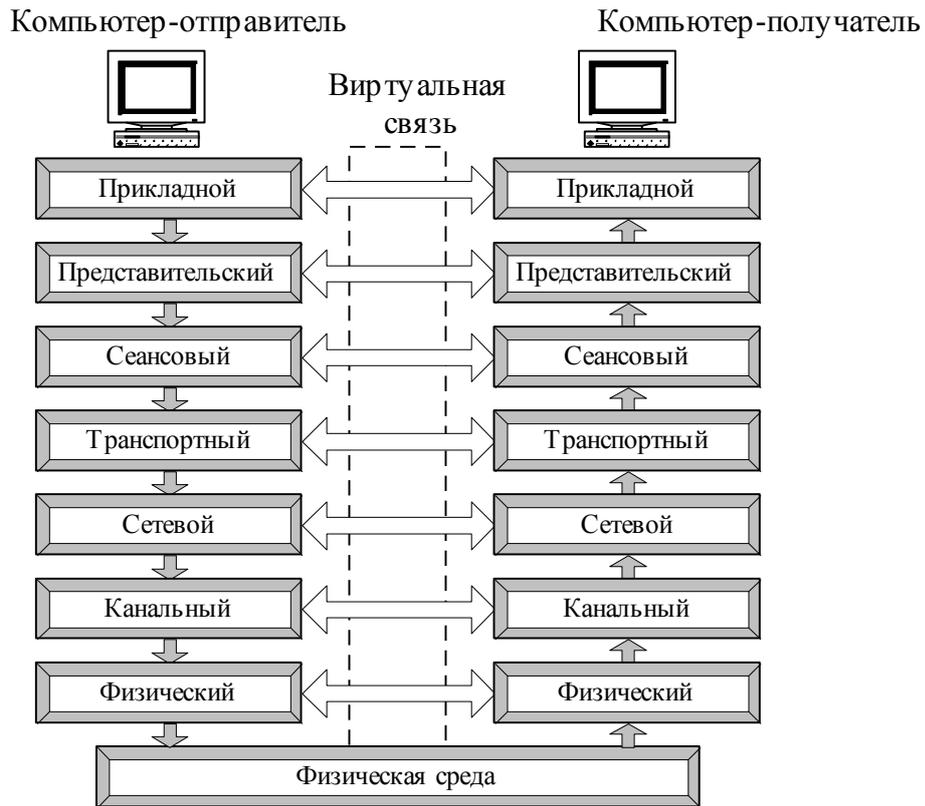 Компьютер-отправитель
Компьютер-получатель
Виртуальная
связь
Прикладной
Прикладной
Представительский
Представительский
Сеансовый
Сеансовый
Транспортный
Транспортный
Сетевой
Сетевой
Канальный
Канальный
Физический
Физический
Физическая среда